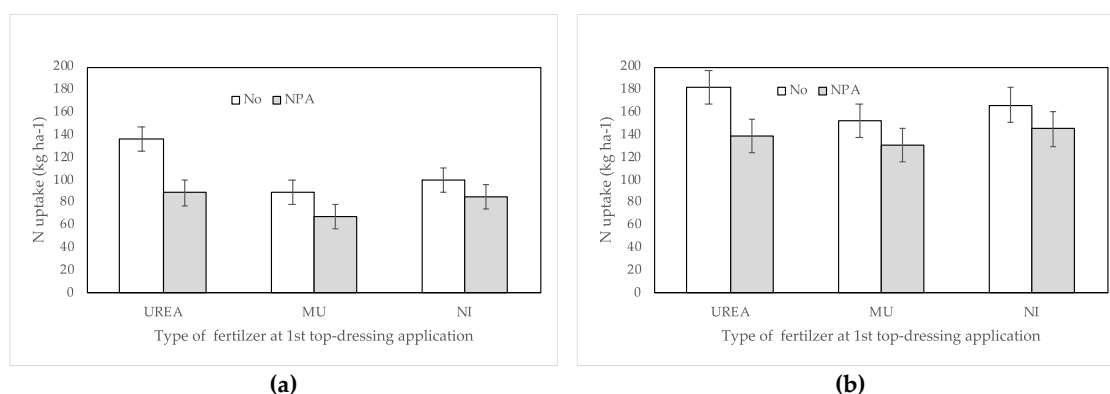 200
180
160
140
120
100
80
60
40
20
0
N uptake (kg ha-1)
No NPA
UREA MU NI
Type of fertilzer at 1st top-dressing application
(a)
200
180
160
140
120
100
80
60
40
20
0
N uptake (kg ha-1)
No NPA
UREA MU NI
Type of fertilzer at 1st top-dressing application
(b)